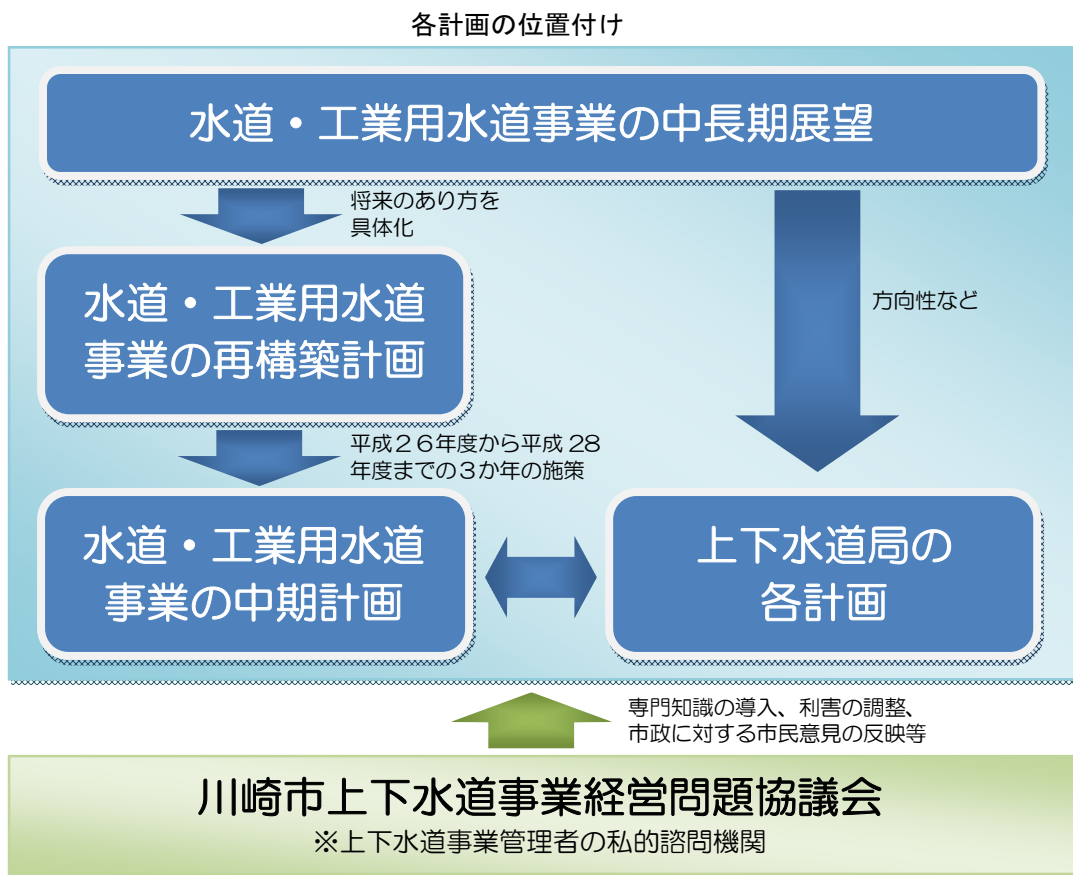 各計画の位置付け
水道・工業用水道事業の中長期展望
将来のあり方を
具体化
水道・工業用水道
事業の再構築計画
方向性など
平成２６年度から平成 28
年度までの３か年の施策
水道・工業用水道
事業の中期計画
上下水道局の
各計画
専門知識の導入、利害の調整、
市政に対する市民意見の反映等
川崎市上下水道事業経営問題協議会
※上下水道事業管理者の私的諮問機関